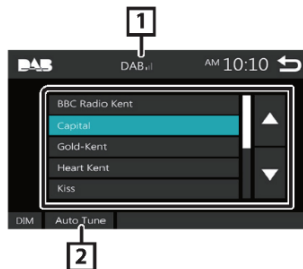 1
DAB DAB AM 10:10
BBC Radio Kent
Capital
Gold-Kent
Heart Kent
Kiss
DIM Auto Tune
2